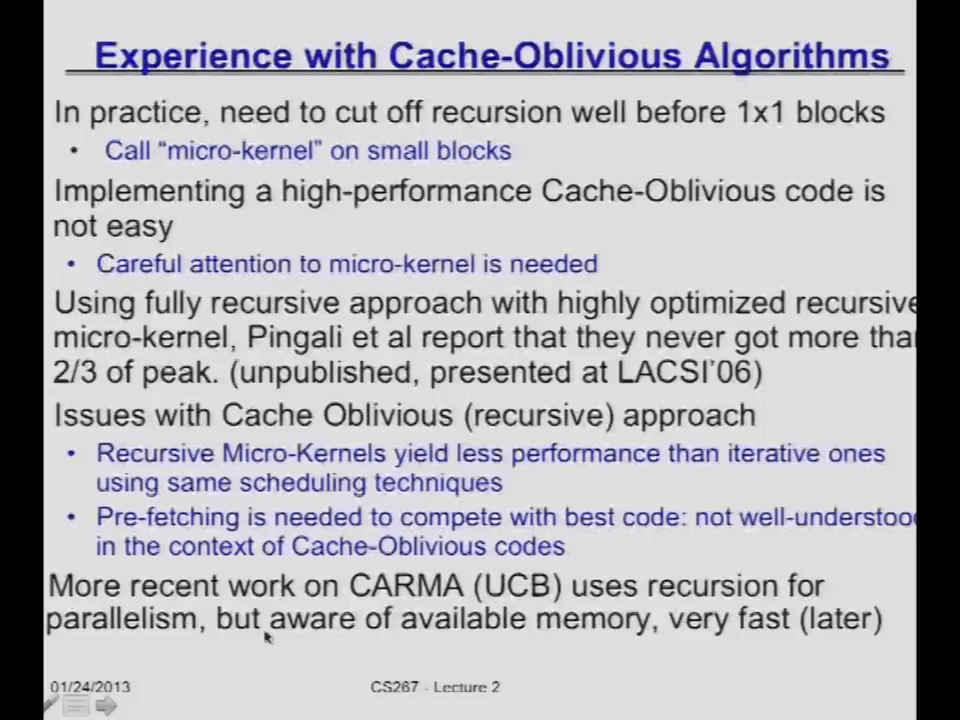 Experience with Cache-Oblivious Algorithms
In practice, need to cut off recursion well before 1x1 blocks
• Call “micro-kernel” on small blocks
Implementing a high-performance Cache-Oblivious code is
not easy
• Careful attention to micro-kernel is needed
Using fully recursive approach with highly optimized recursive
micro-kernel, Pingali et al report that they never got more tha
2/3 of peak. (unpublished, presented at LACSI’06)
Issues with Cache Oblivious (recursive) approach
• Recursive Micro-Kernels yield less performance than iterative ones
using same scheduling techniques
• Pre-fetching is needed to compete with best code: not well-understoo
in the context of Cache-Oblivious codes
More recent work on CARMA (UCB) uses recursion for
parallelism, but aware of available memory, very fast (later)
01/24/2013 CS267 - Lecture 2